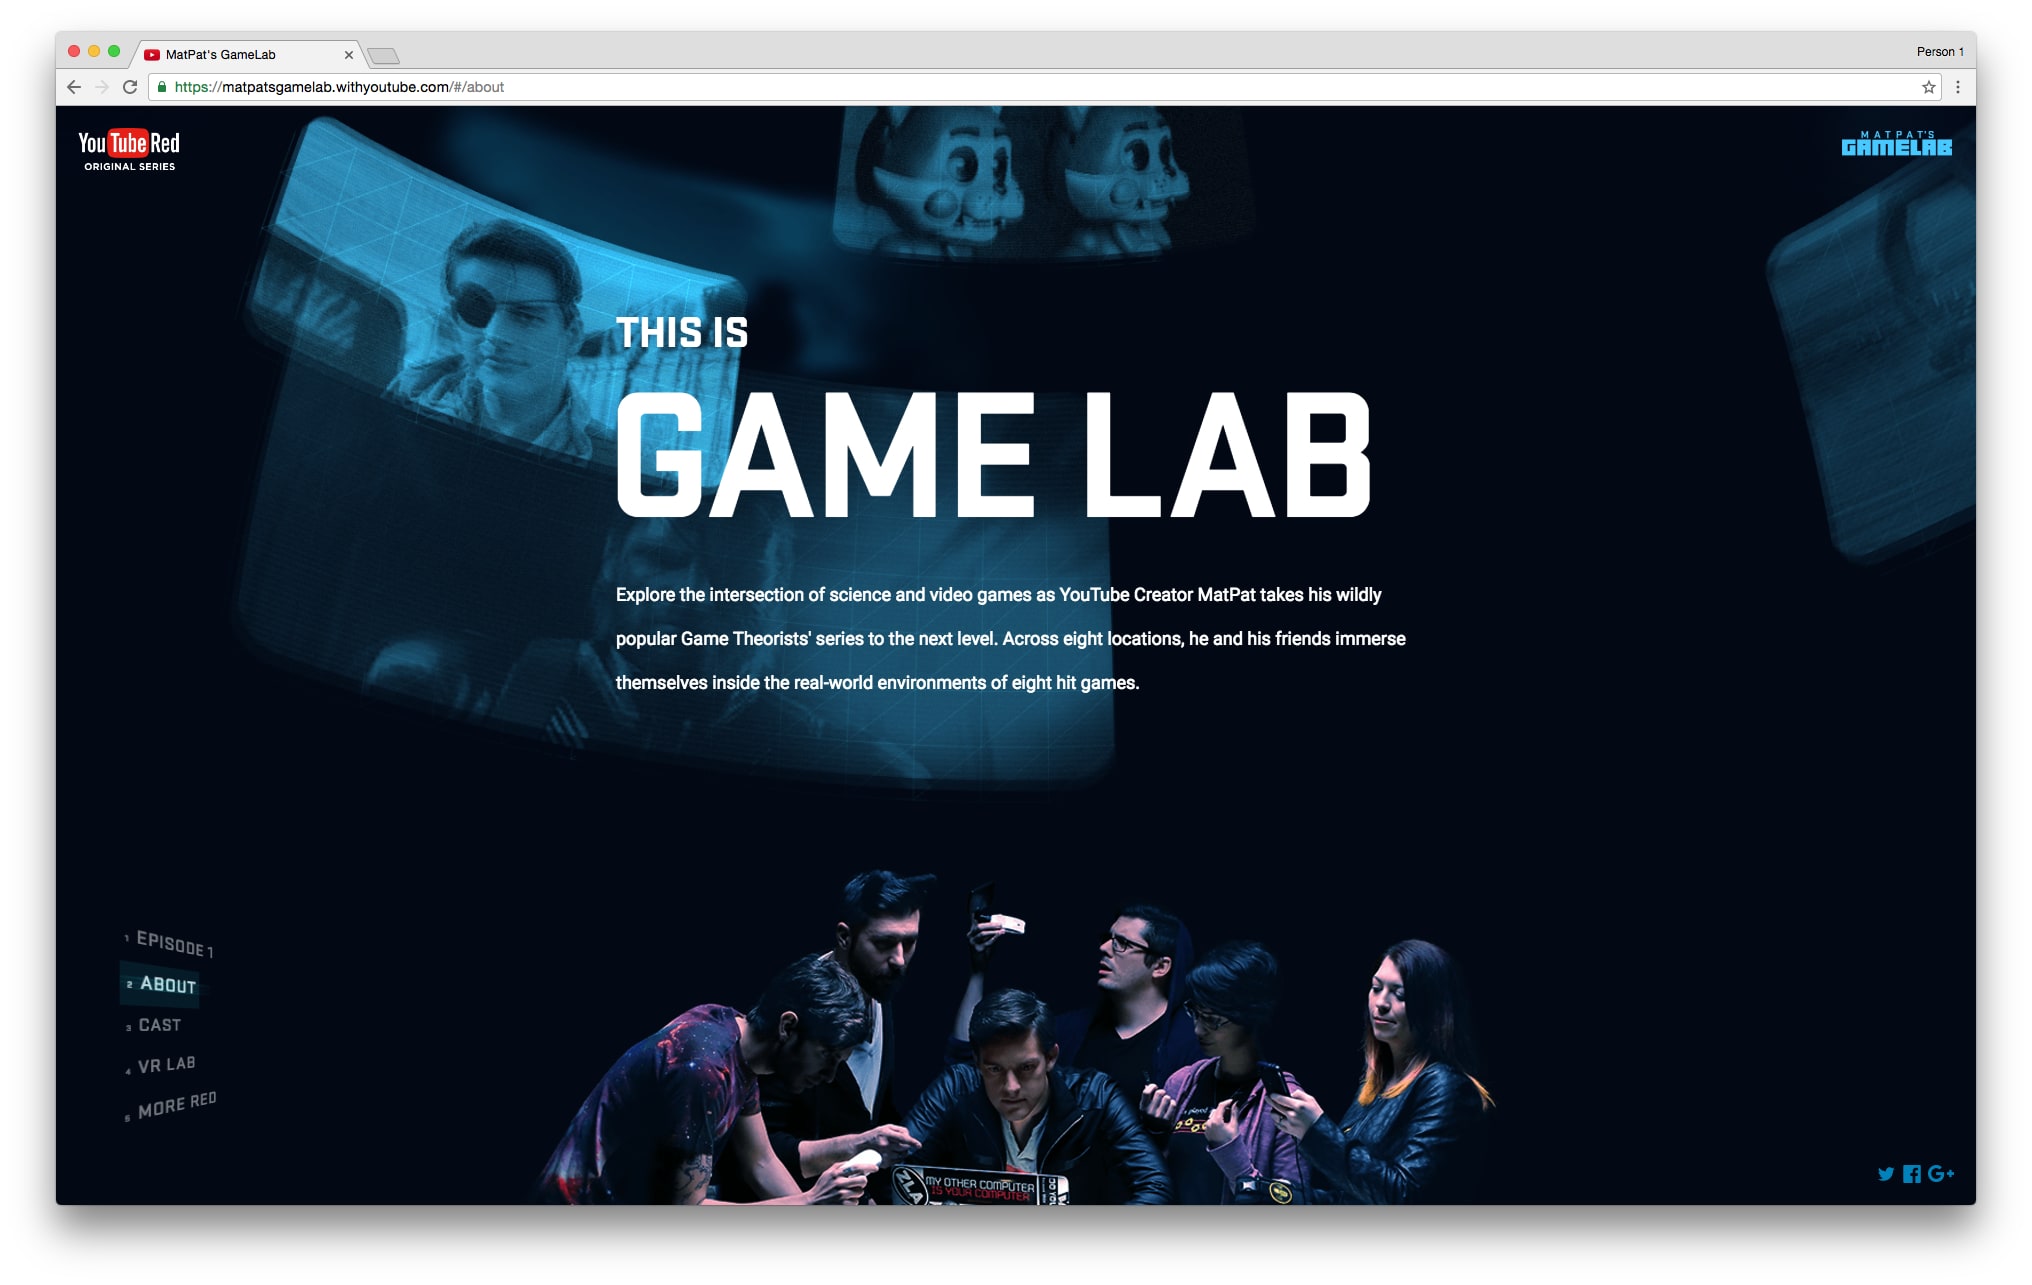 MatPat's GameLab
Person 1
https://matpatsgamelab.withyoutube.com/#/about
YouTube Red
ORIGINAL SERIES
MATPAT'S
GAMELAB
THIS IS
GAME LAB
Explore the intersection of science and video games as YouTube Creator MatPat takes his wildly
popular Game Theorists' series to the next level. Across eight locations, he and his friends immerse
themselves inside the real-world environments of eight hit games.
1 EPISODE 1
2 ABOUT
3 CAST
4 VR LAB
5 MORE RED
ZLA
MY OTHER COMPUTER
IS YOUR COMPUTER
G+